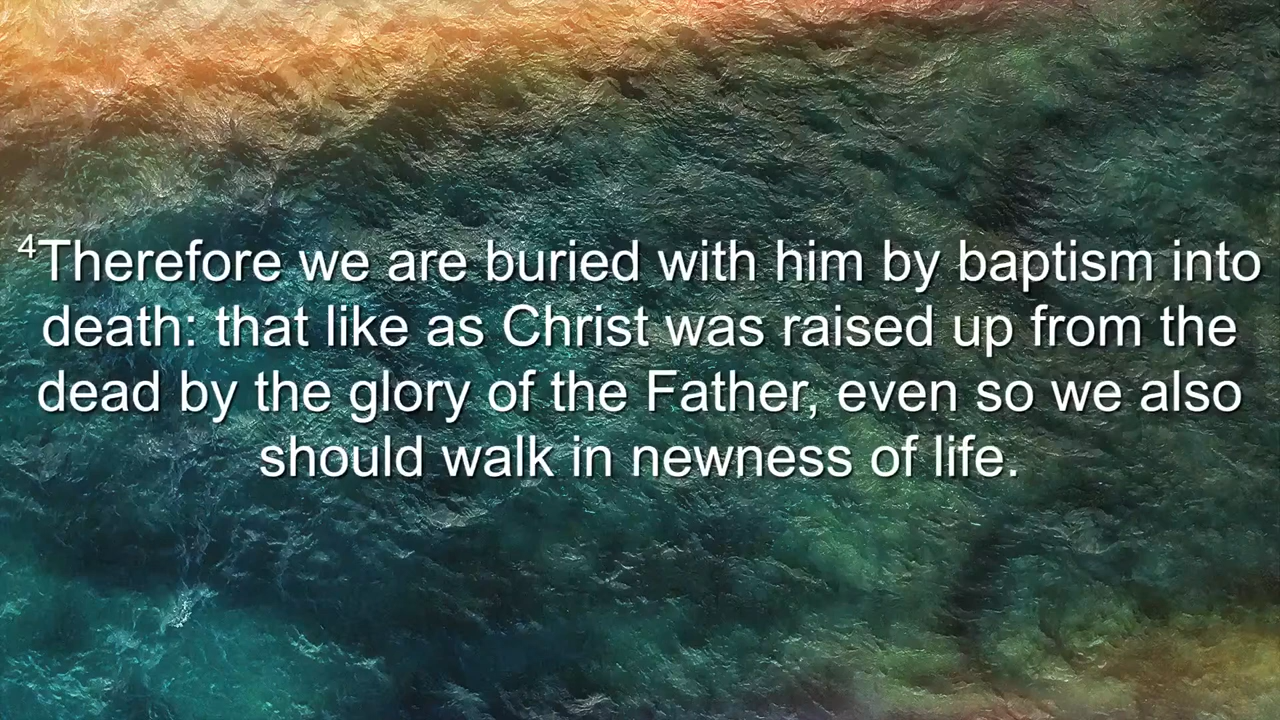 4Therefore we are buried with him by baptism into
death: that like as Christ was raised up from the
dead by the glory of the Father, even so we also
should walk in newness of life.